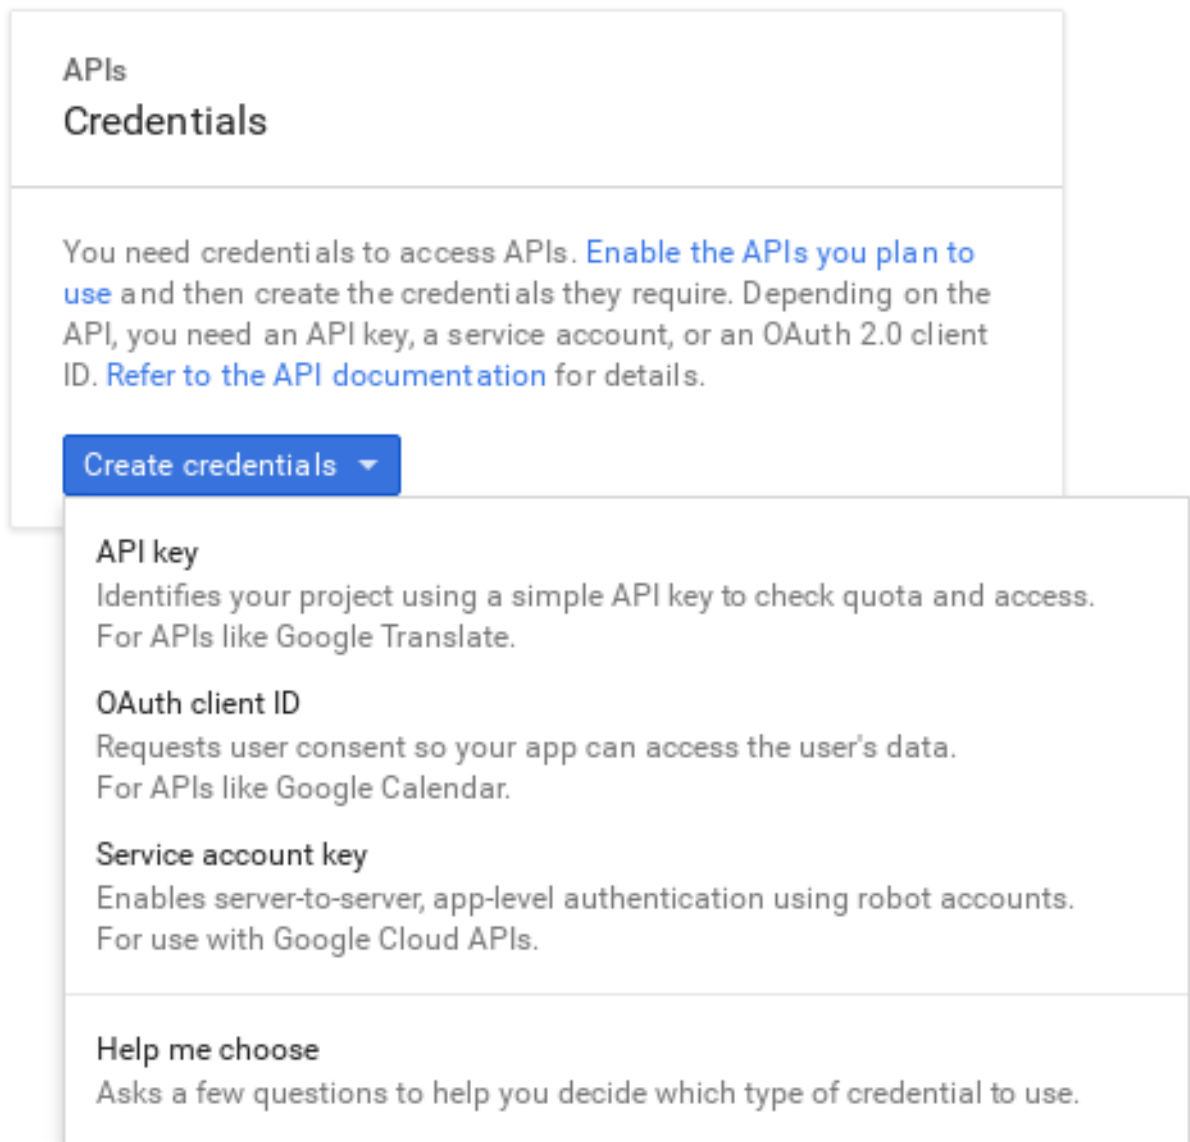 APIs
Credentials
You need credentials to access APIs. Enable the APIs you plan to
use and then create the credentials they require. Depending on the
API, you need an API key, a service account, or an OAuth 2.0 client
ID. Refer to the API documentation for details.
Create credentials
API key
Identifies your project using a simple API key to check quota and access.
For APIs like Google Translate.
OAuth client ID
Requests user consent so your app can access the user's data.
For APIs like Google Calendar.
Service account key
Enables server-to-server, app-level authentication using robot accounts.
For use with Google Cloud APIs.
Help me choose
Asks a few questions to help you decide which type of credential to use.